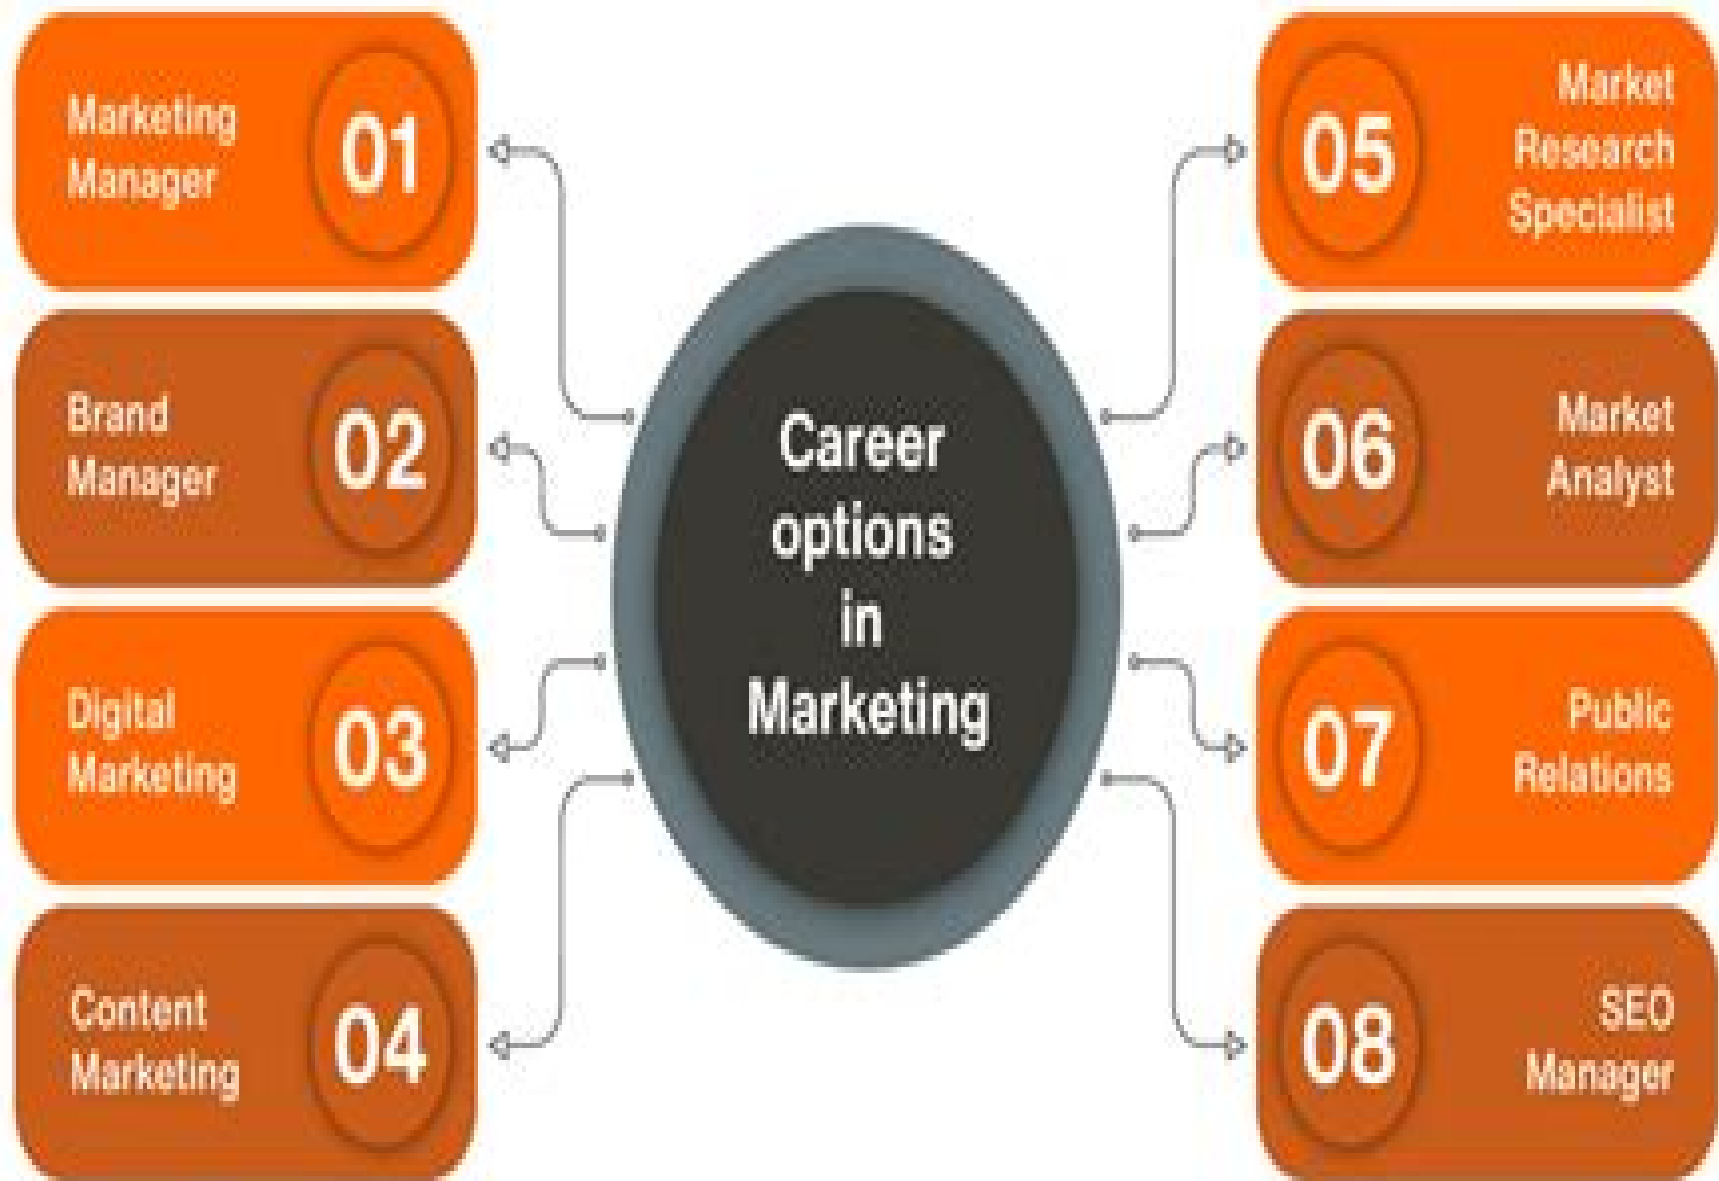 Marketing
Manager
01
Brand
Manager
02
Digital
Marketing
03
Content
Marketing
04
Career
options
in
Marketing
05
Market
Research
Specialist
06
Market
Analyst
07
Public
Relations
08
SEO
Manager